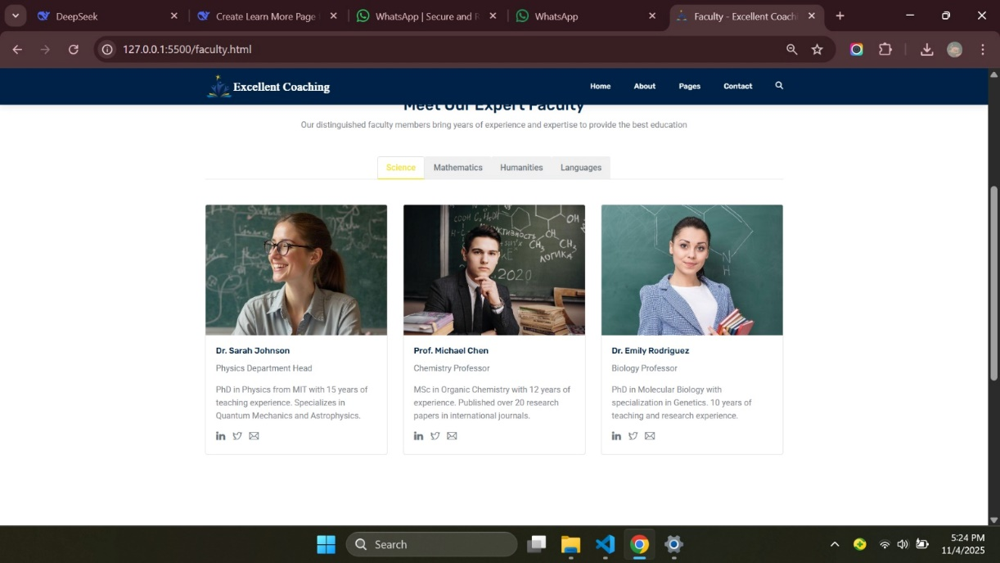 DeepSeek
Create Learn More Page
WhatsApp | Secure and R
WhatsApp
Faculty - Excellent Coachi
127.0.0.1:5500/faculty.html
Excellent Coaching
Home
About
Pages
Contact
Meet Our Expert Faculty
Our distinguished faculty members bring years of experience and expertise to provide the best education
Science
Mathematics
Humanities
Languages
OH
CH
CH₃
CH₃
ЛОГИКА
2020
N
H
Dr. Sarah Johnson
Physics Department Head
PhD in Physics from MIT with 15 years of
teaching experience. Specializes in
Quantum Mechanics and Astrophysics.
in
Prof. Michael Chen
Chemistry Professor
MSc in Organic Chemistry with 12 years of
experience. Published over 20 research
papers in international journals.
in
Dr. Emily Rodriguez
Biology Professor
PhD in Molecular Biology with
specialization in Genetics. 10 years of
teaching and research experience.
in
Search
5:24 PM
11/4/2025